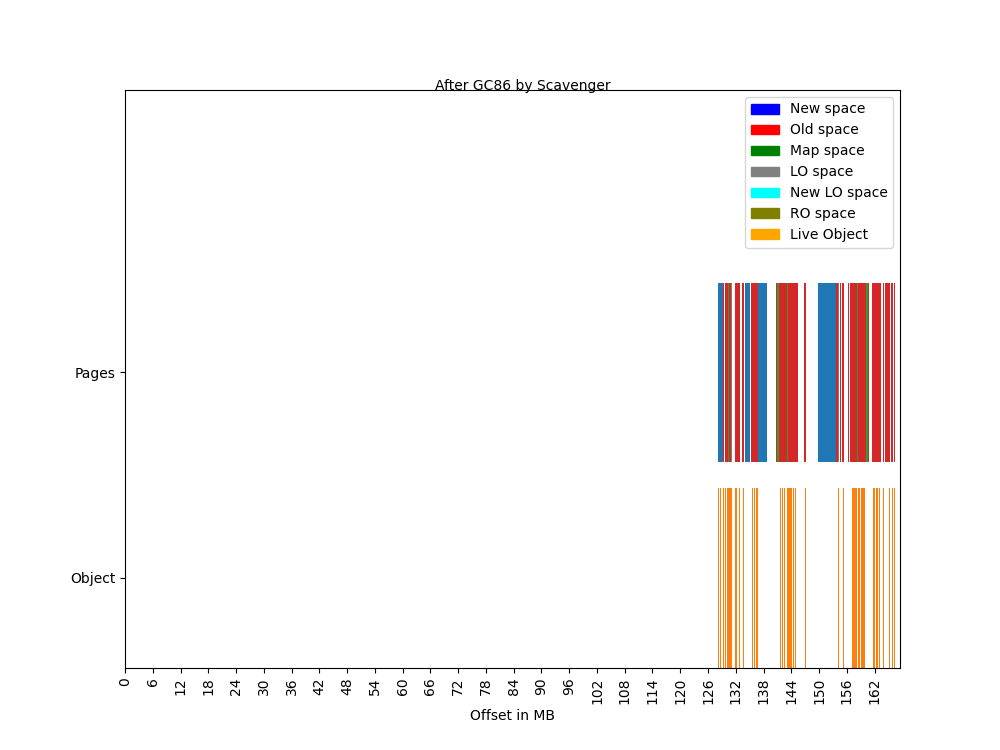 After GC86 by Scavenger
New space
Old space
Map space
LO space
New LO space
RO space
Live Object
Pages
Object
0 6 12 18 24 30 36 42 48 54 60 66 72 78 84 90 96 102 108 114 120 126 132 138 144 150 156 162
Offset in MB